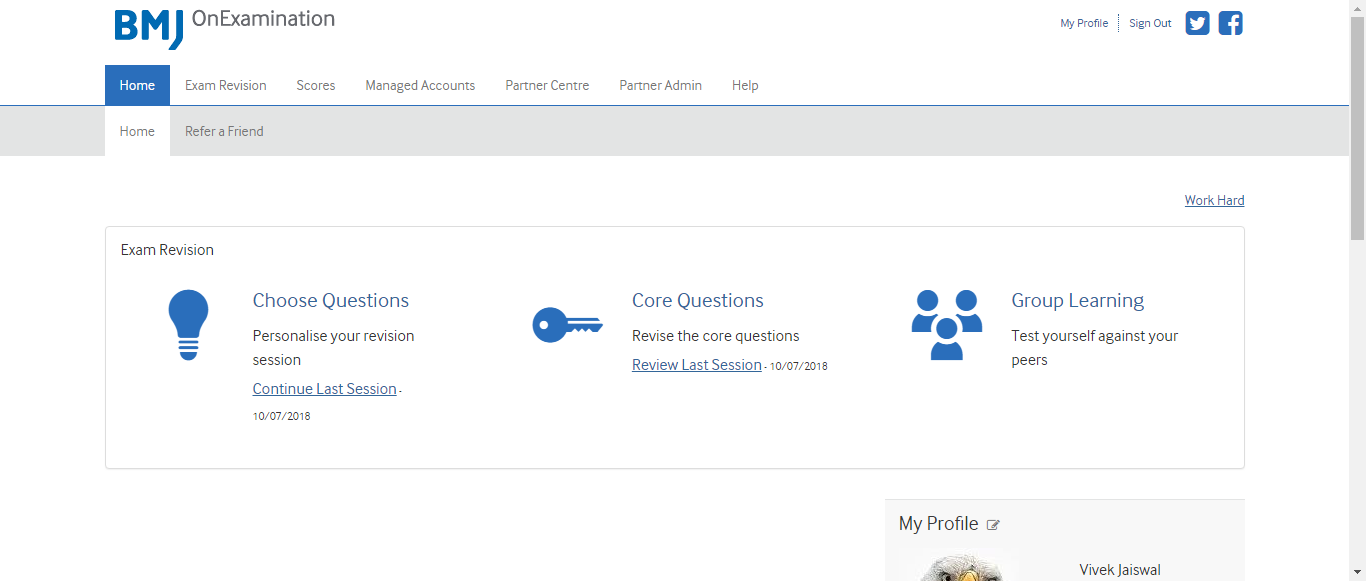 BMJ OnExamination
My Profile Sign Out
Home Exam Revision Scores Managed Accounts Partner Centre Partner Admin Help
Home Refer a Friend
Work Hard
Exam Revision
Choose Questions
Personalise your revision
session
Continue Last Session -
10/07/2018
Core Questions
Revise the core questions
Review Last Session - 10/07/2018
Group Learning
Test yourself against your
peers
My Profile
Vivek Jaiswal